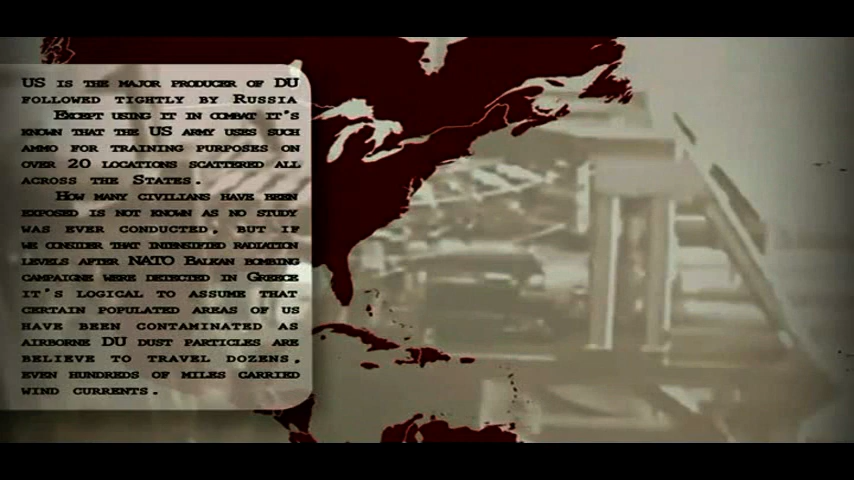 US is the major producer of DU
followed tightly by Russia
Except using it in combat it's
known that the US army uses such
ammo for training purposes on
over 20 locations scattered all
across the States.
How many civilians have been
exposed is not known as no study
was ever conducted, but if
we consider that intensified radiation
levels after NATO Balkan bombing
campaigne were detected in Greece
it's logical to assume that
certain populated areas of us
have been contaminated as
airborne DU dust particles are
believe to travel dozens,
even hundreds of miles carried
wind currents.